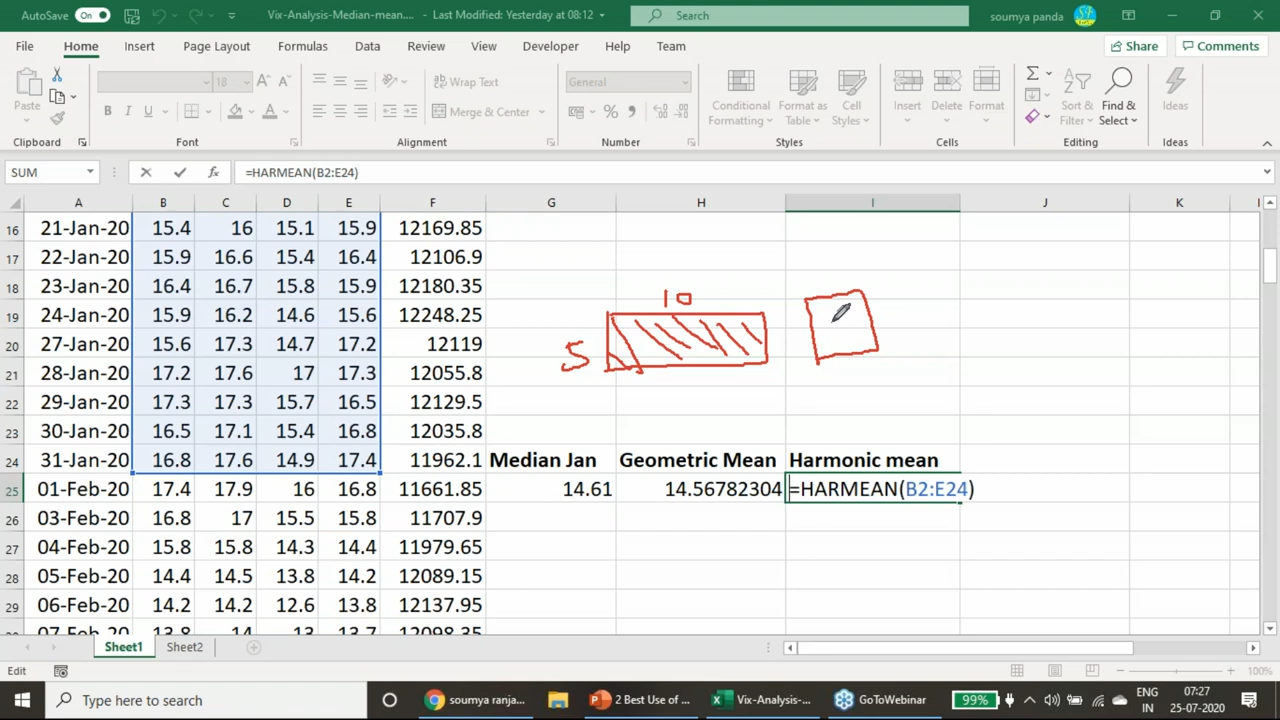 AutoSave On Vix-Analysis-Median-mean.... - Last Modified: Yesterday at 08:12 Search soumya panda
File Home Insert Page Layout Formulas Data Review View Developer Help Team Share Comments
Paste 18 Wrap Text General Conditional Formatting Format as Table Cell Styles Insert Delete Format Sort & Filter Find & Select Ideas
B I U Merge & Center % ,
Clipboard Font Alignment Number Styles Cells Editing Ideas
SUM fx =HARMEAN(B2:E24)
A B C D E F G H I J K
16 21-Jan-20 15.4 16 15.1 15.9 12169.85
17 22-Jan-20 15.9 16.6 15.4 16.4 12106.9
18 23-Jan-20 16.4 16.7 15.8 15.9 12180.35
10
19 24-Jan-20 15.9 16.2 14.6 15.6 12248.25
20 27-Jan-20 15.6 17.3 14.7 17.2 12119
5
21 28-Jan-20 17.2 17.6 17 17.3 12055.8
22 29-Jan-20 17.3 17.3 15.7 16.5 12129.5
23 30-Jan-20 16.5 17.1 15.4 16.8 12035.8
24 31-Jan-20 16.8 17.6 14.9 17.4 11962.1 Median Jan Geometric Mean Harmonic mean
25 01-Feb-20 17.4 17.9 16 16.8 11661.85 14.61 14.56782304 =HARMEAN(B2:E24)
26 03-Feb-20 16.8 17 15.5 16.8 11707.9
27 04-Feb-20 15.8 15.8 14.3 14.4 11979.65
28 05-Feb-20 14.4 14.5 13.8 14.2 12089.15
29 06-Feb-20 14.2 14.2 12.6 13.8 12137.95
07-Feb-20 13.8 14 13 13.7 12098.35
Sheet1 Sheet2
Edit 100%
Type here to search soumya ranja... 2 Best Use of ... Vix-Analysis-... GoToWebinar 99% ENG IN 07:27 25-07-2020